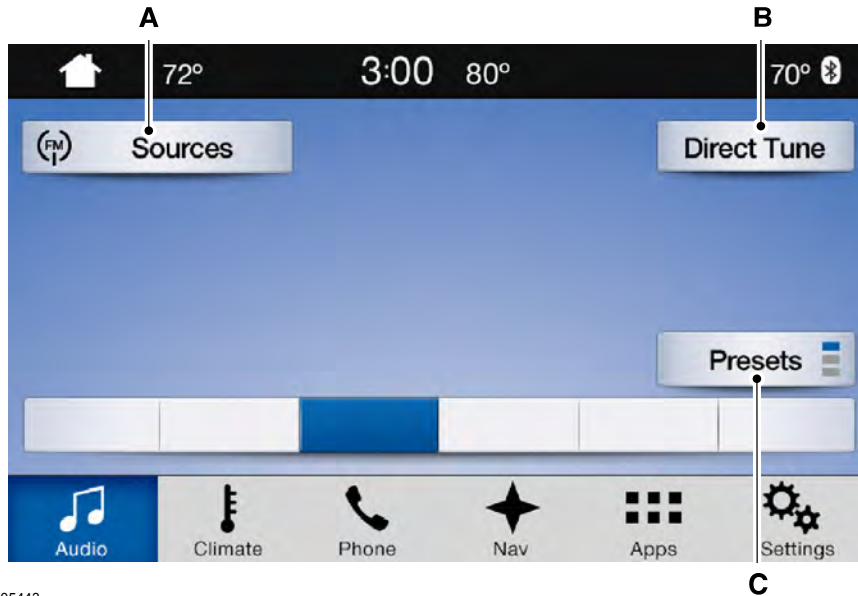 A B
72° 3:00 80° 70°
FM Sources Direct Tune
Presets
Audio Climate Phone Nav Apps Settings
C